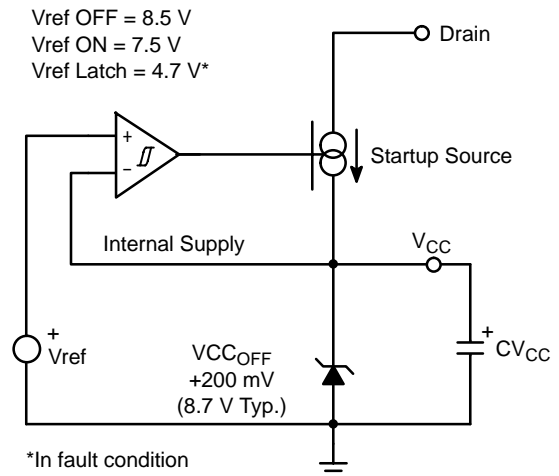 Vref OFF = 8.5 V
Vref ON = 7.5 V
Vref Latch = 4.7 V*
Drain
+
−
Startup Source
Internal Supply
VCC
+
Vref
VCCOFF
+200 mV
(8.7 V Typ.)
+
CVCC
*In fault condition